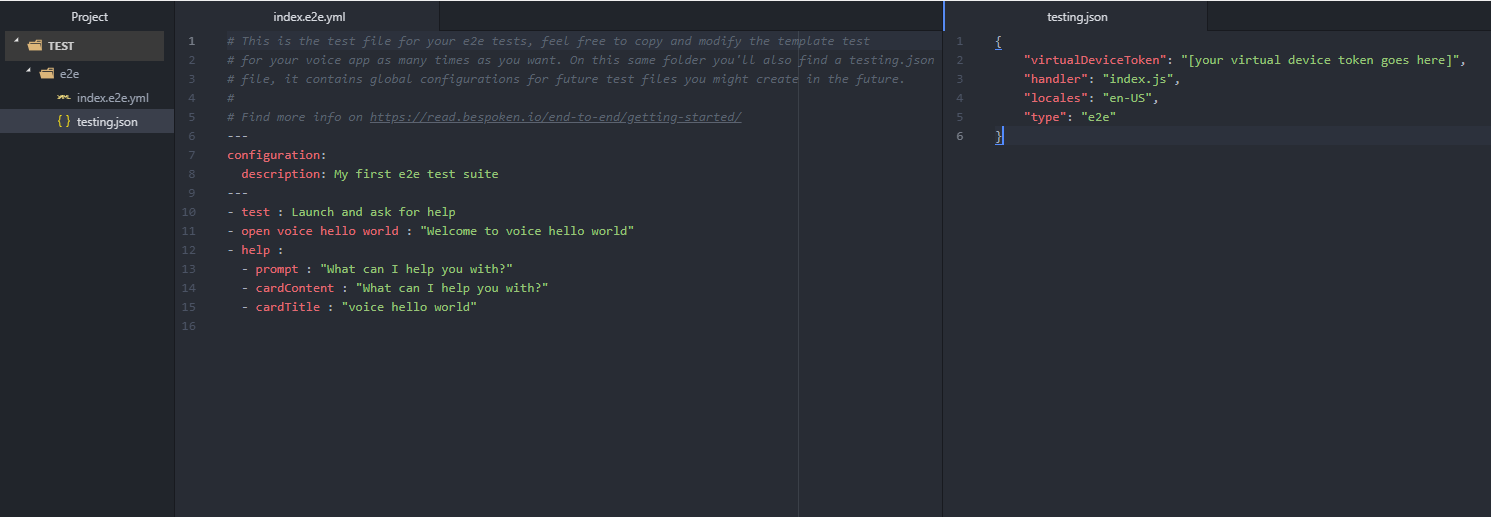 Project
TEST
e2e
index.e2e.yml
testing.json
index.e2e.yml
1 # This is the test file for your e2e tests, feel free to copy and modify the template test
2 # for your voice app as many times as you want. On this same folder you'll also find a testing.json
3 # file, it contains global configurations for future test files you might create in the future.
4 #
5 # Find more info on https://read.bespoken.io/end-to-end/getting-started/
6 ---
7 configuration:
8   description: My first e2e test suite
9 ---
10 - test : Launch and ask for help
11 - open voice hello world : "Welcome to voice hello world"
12 - help :
13   - prompt : "What can I help you with?"
14   - cardContent : "What can I help you with?"
15   - cardTitle : "voice hello world"
16
testing.json
1 {
2     "virtualDeviceToken": "[your virtual device token goes here]",
3     "handler": "index.js",
4     "locales": "en-US",
5     "type": "e2e"
6 }